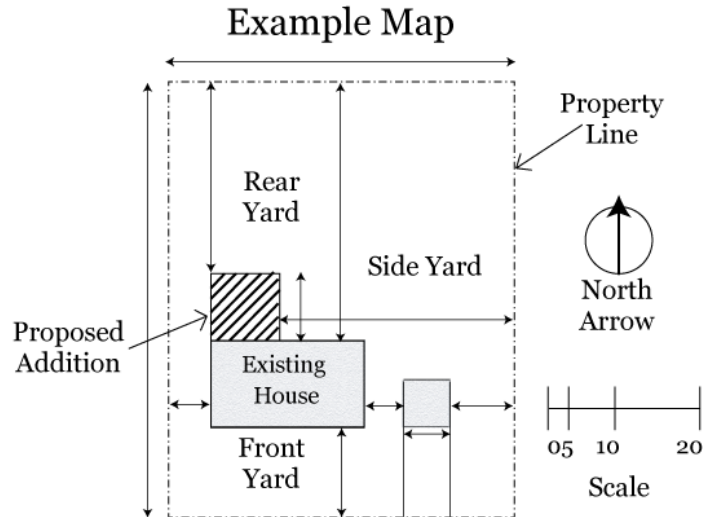 Example Map
Property
Line
Rear
Yard
Side Yard
North
Arrow
Proposed
Addition
Existing
House
Front
Yard
05 10 20
Scale